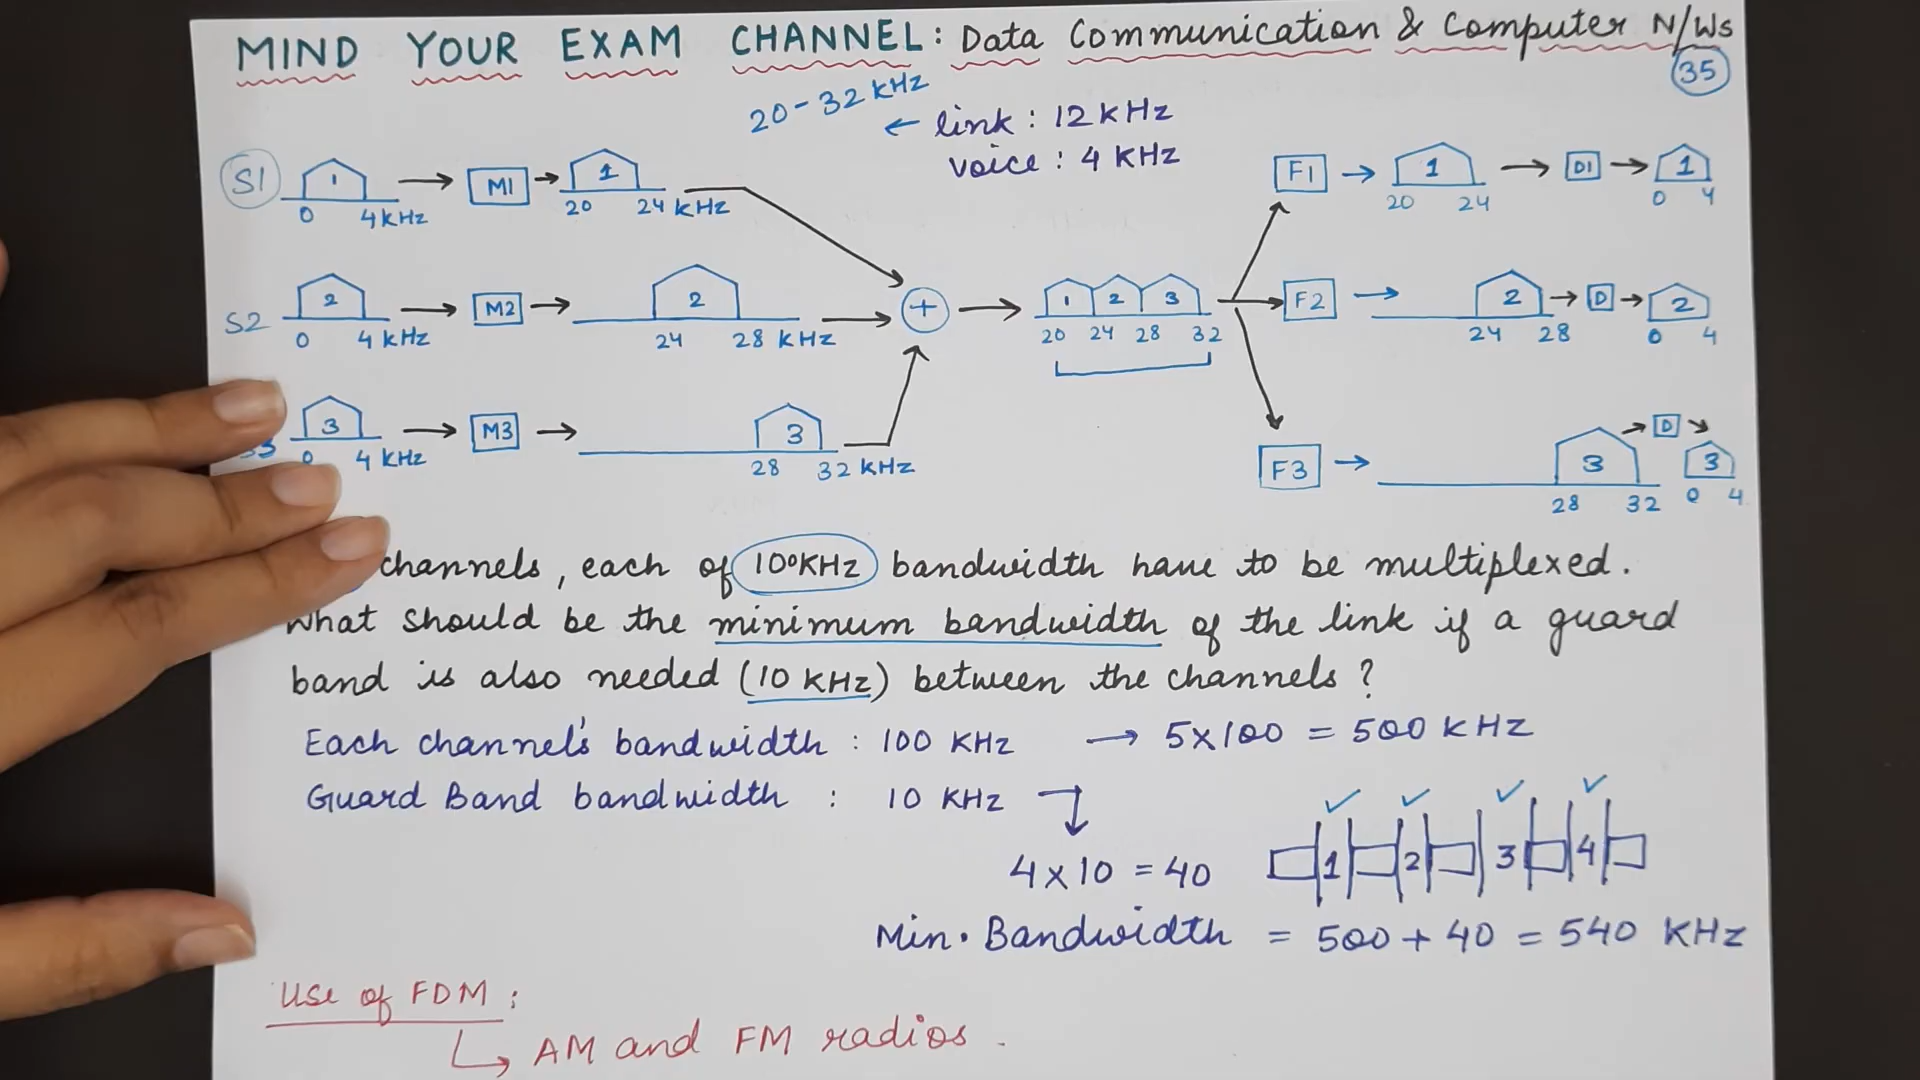 MIND YOUR EXAM CHANNEL: Data Communication & Computer N/Ws
35
20-32 kHz
← link : 12 kHz
voice : 4 kHz
S1 1 → M1 → 1 F1 → 1 → D1 → 1
0 4 kHz 20 24 kHz 20 24 0 4
S2 2 → M2 → 2 → + → 1 2 3 → F2 → 2 → D → 2
0 4 kHz 24 28 kHz 20 24 28 32 24 28 0 4
3 → M3 → 3 F3 → 3 → D → 3
4 kHz 28 32 kHz 28 32 0 4
channels, each of 100KHz bandwidth have to be multiplexed.
What should be the minimum bandwidth of the link if a guard
band is also needed (10 KHz) between the channels?
Each channel's bandwidth : 100 KHz → 5x100 = 500 KHZ
Guard Band bandwidth : 10 KHz
4 x 10 = 40 1 2 3 4
Min. Bandwidth = 500 + 40 = 540 KHz
Use of FDM :
AM and FM radios .